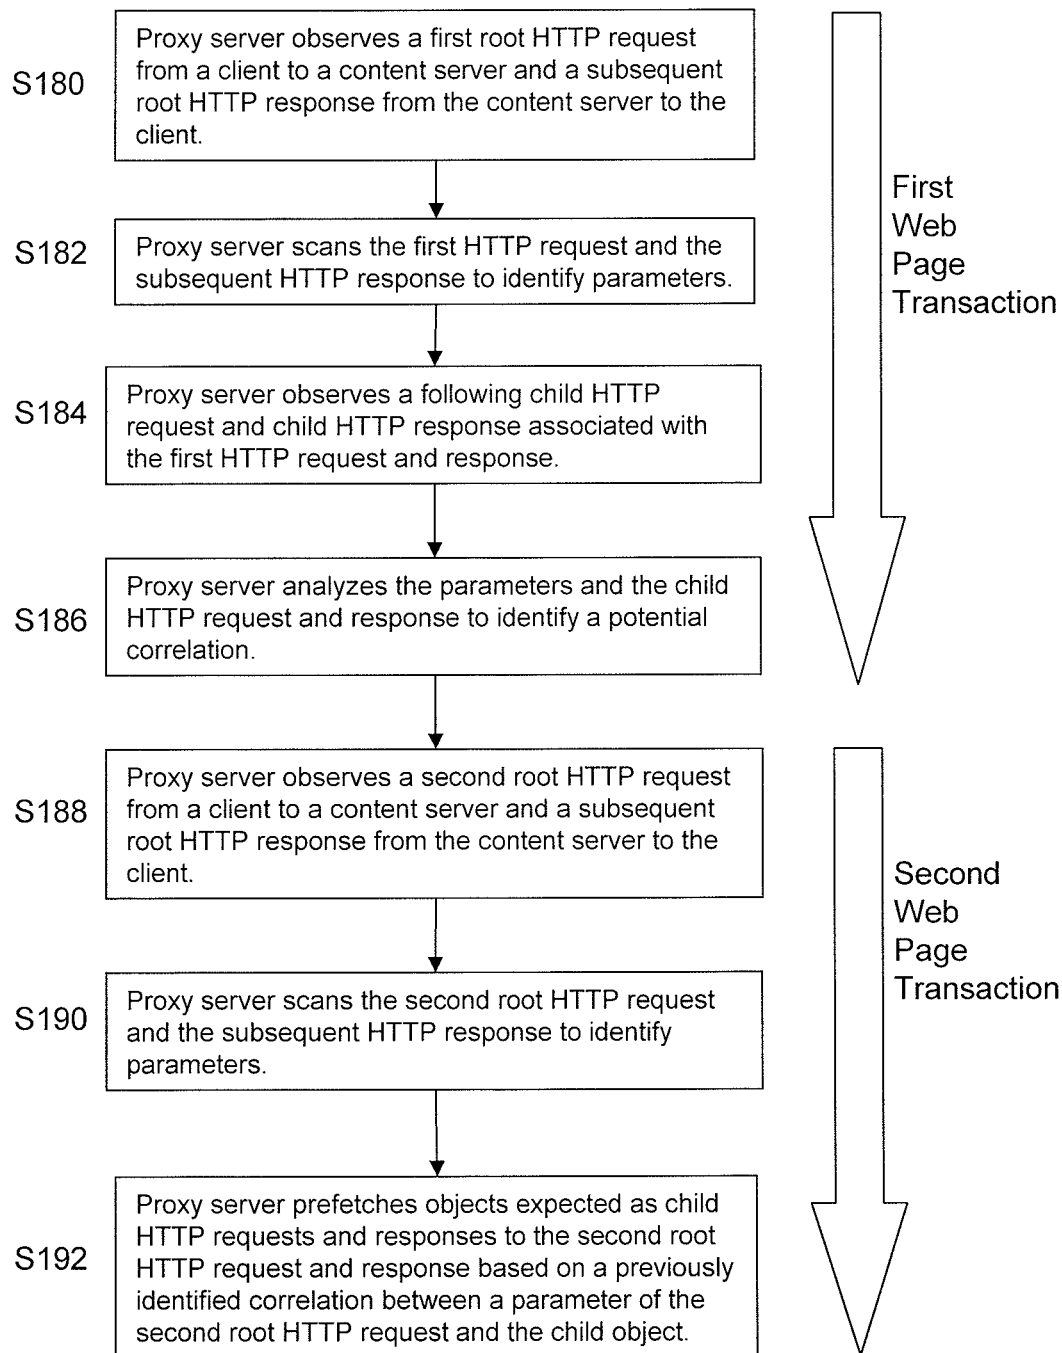 S180
Proxy server observes a first root HTTP request
from a client to a content server and a subsequent
root HTTP response from the content server to the
client.
S182
Proxy server scans the first HTTP request and the
subsequent HTTP response to identify parameters.
S184
Proxy server observes a following child HTTP
request and child HTTP response associated with
the first HTTP request and response.
S186
Proxy server analyzes the parameters and the child
HTTP request and response to identify a potential
correlation.
First
Web
Page
Transaction
S188
Proxy server observes a second root HTTP request
from a client to a content server and a subsequent
root HTTP response from the content server to the
client.
S190
Proxy server scans the second root HTTP request
and the subsequent HTTP response to identify
parameters.
S192
Proxy server prefetches objects expected as child
HTTP requests and responses to the second root
HTTP request and response based on a previously
identified correlation between a parameter of the
second root HTTP request and the child object.
Second
Web
Page
Transaction